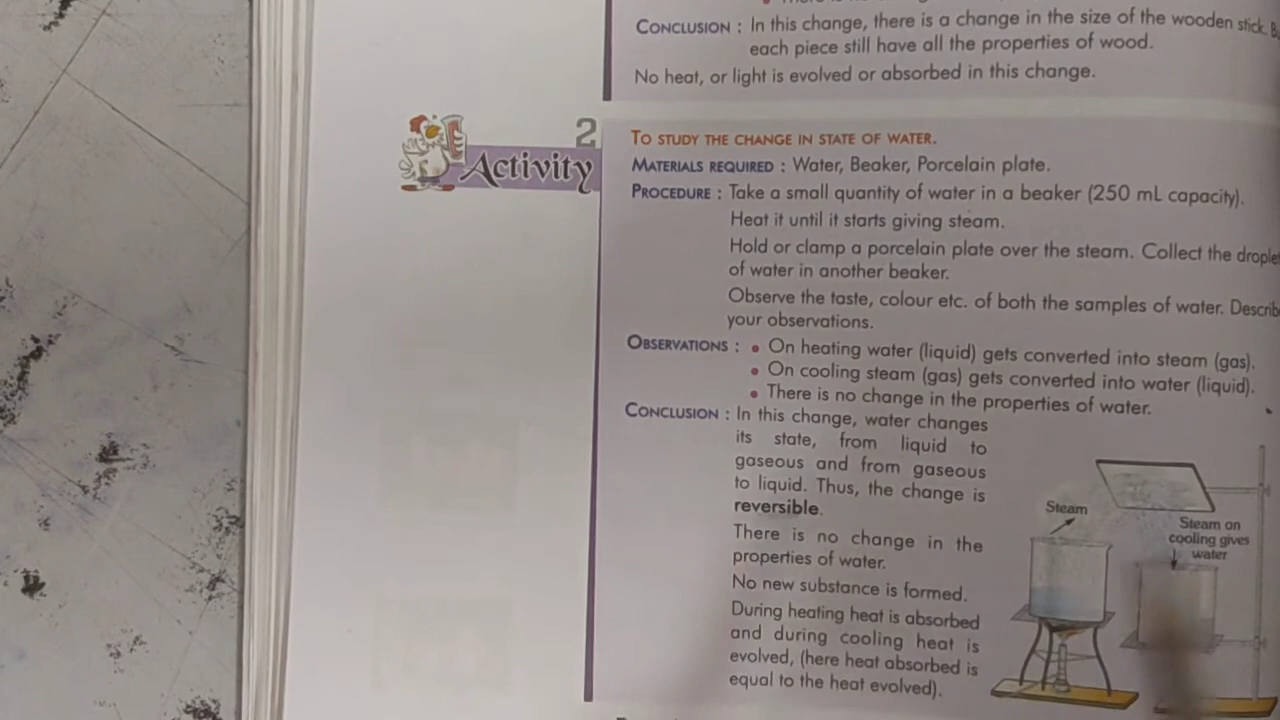 CONCLUSION : In this change, there is a change in the size of the wooden stick.
each piece still have all the properties of wood.
No heat, or light is evolved or absorbed in this change.
2
Activity
TO STUDY THE CHANGE IN STATE OF WATER.
MATERIALS REQUIRED : Water, Beaker, Porcelain plate.
PROCEDURE : Take a small quantity of water in a beaker (250 mL capacity).
Heat it until it starts giving steam.
Hold or clamp a porcelain plate over the steam. Collect the
of water in another beaker.
Observe the taste, colour etc. of both the samples of water.
your observations.
OBSERVATIONS : • On heating water (liquid) gets converted into steam (gas).
• On cooling steam (gas) gets converted into water (liquid).
• There is no change in the properties of water.
CONCLUSION : In this change, water changes
its state, from liquid to
gaseous and from gaseous
to liquid. Thus, the change is
reversible.
There is no change in the
properties of water.
No new substance is formed.
During heating heat is absorbed
and during cooling heat is
evolved, (here heat absorbed is
equal to the heat evolved).
Steam
Steam on
cooling gives
water